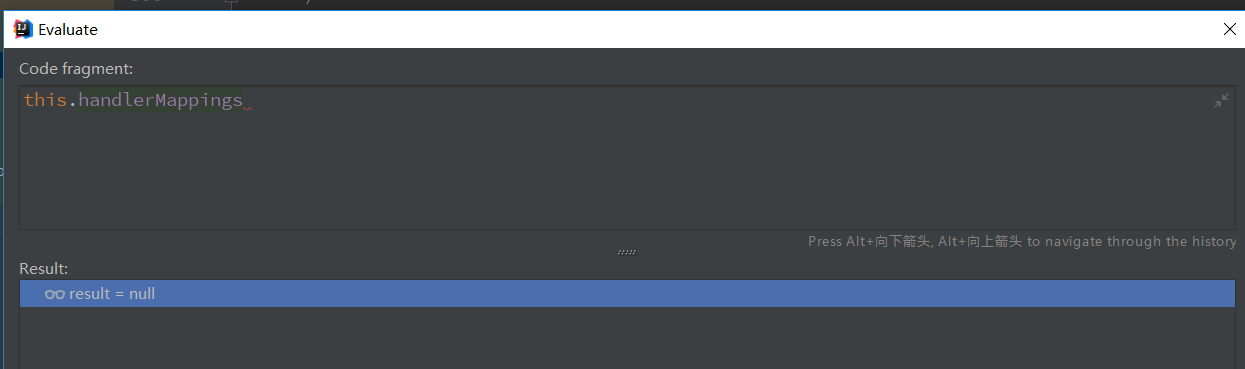 Evaluate
Code fragment:
this.handlerMappings
Press Alt+向下箭头, Alt+向上箭头 to navigate through the history
Result:
result = null